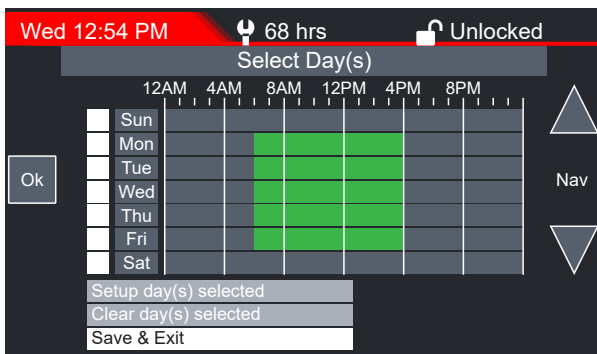 Wed 12:54 PM 68 hrs Unlocked
Select Day(s)
12AM 4AM 8AM 12PM 4PM 8PM
Sun
Mon
Tue
Ok
Nav
Wed
Thu
Fri
Sat
Setup day(s) selected
Clear day(s) selected
Save & Exit